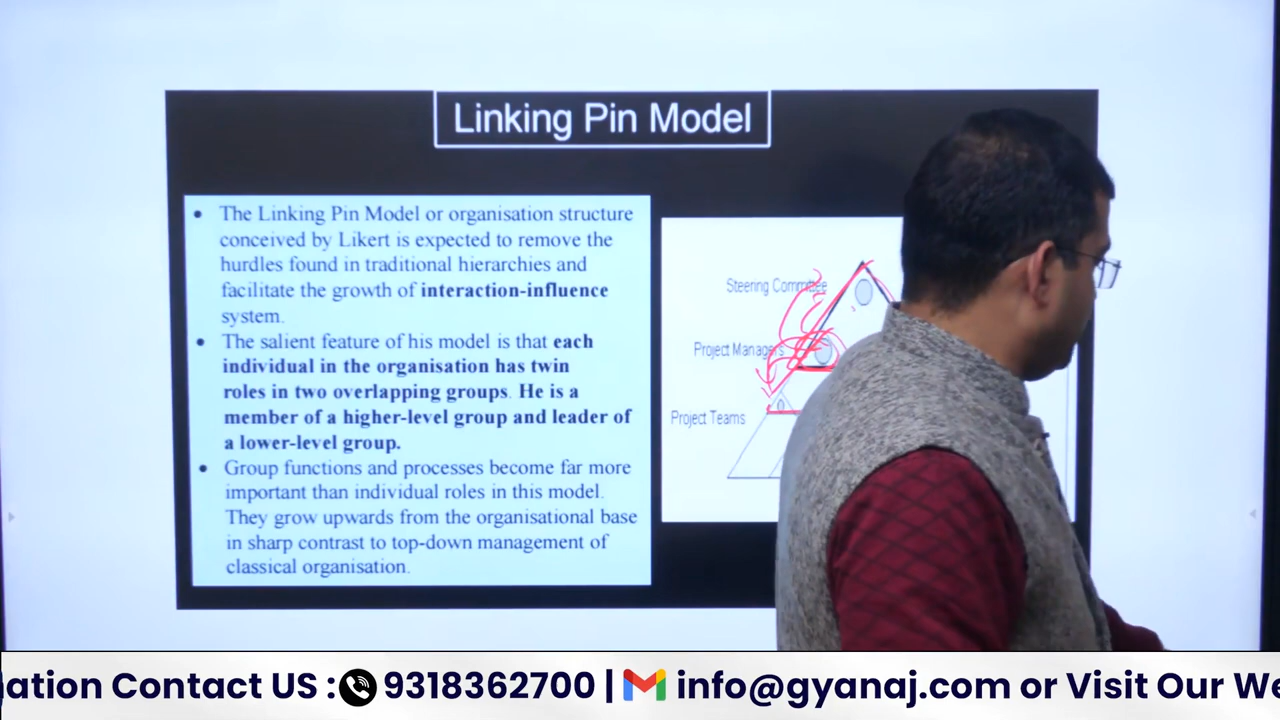 Linking Pin Model
• The Linking Pin Model or organisation structure
conceived by Likert is expected to remove the
hurdles found in traditional hierarchies and
facilitate the growth of interaction-influence
system.
• The salient feature of his model is that each
individual in the organisation has twin
roles in two overlapping groups. He is a
member of a higher-level group and leader of
a lower-level group.
• Group functions and processes become far more
important than individual roles in this model.
They grow upwards from the organisational base
in sharp contrast to top-down management of
classical organisation.
Steering Committee
Project Managers
Project Teams
Contact US : 9318362700 | info@gyanaj.com or Visit Our